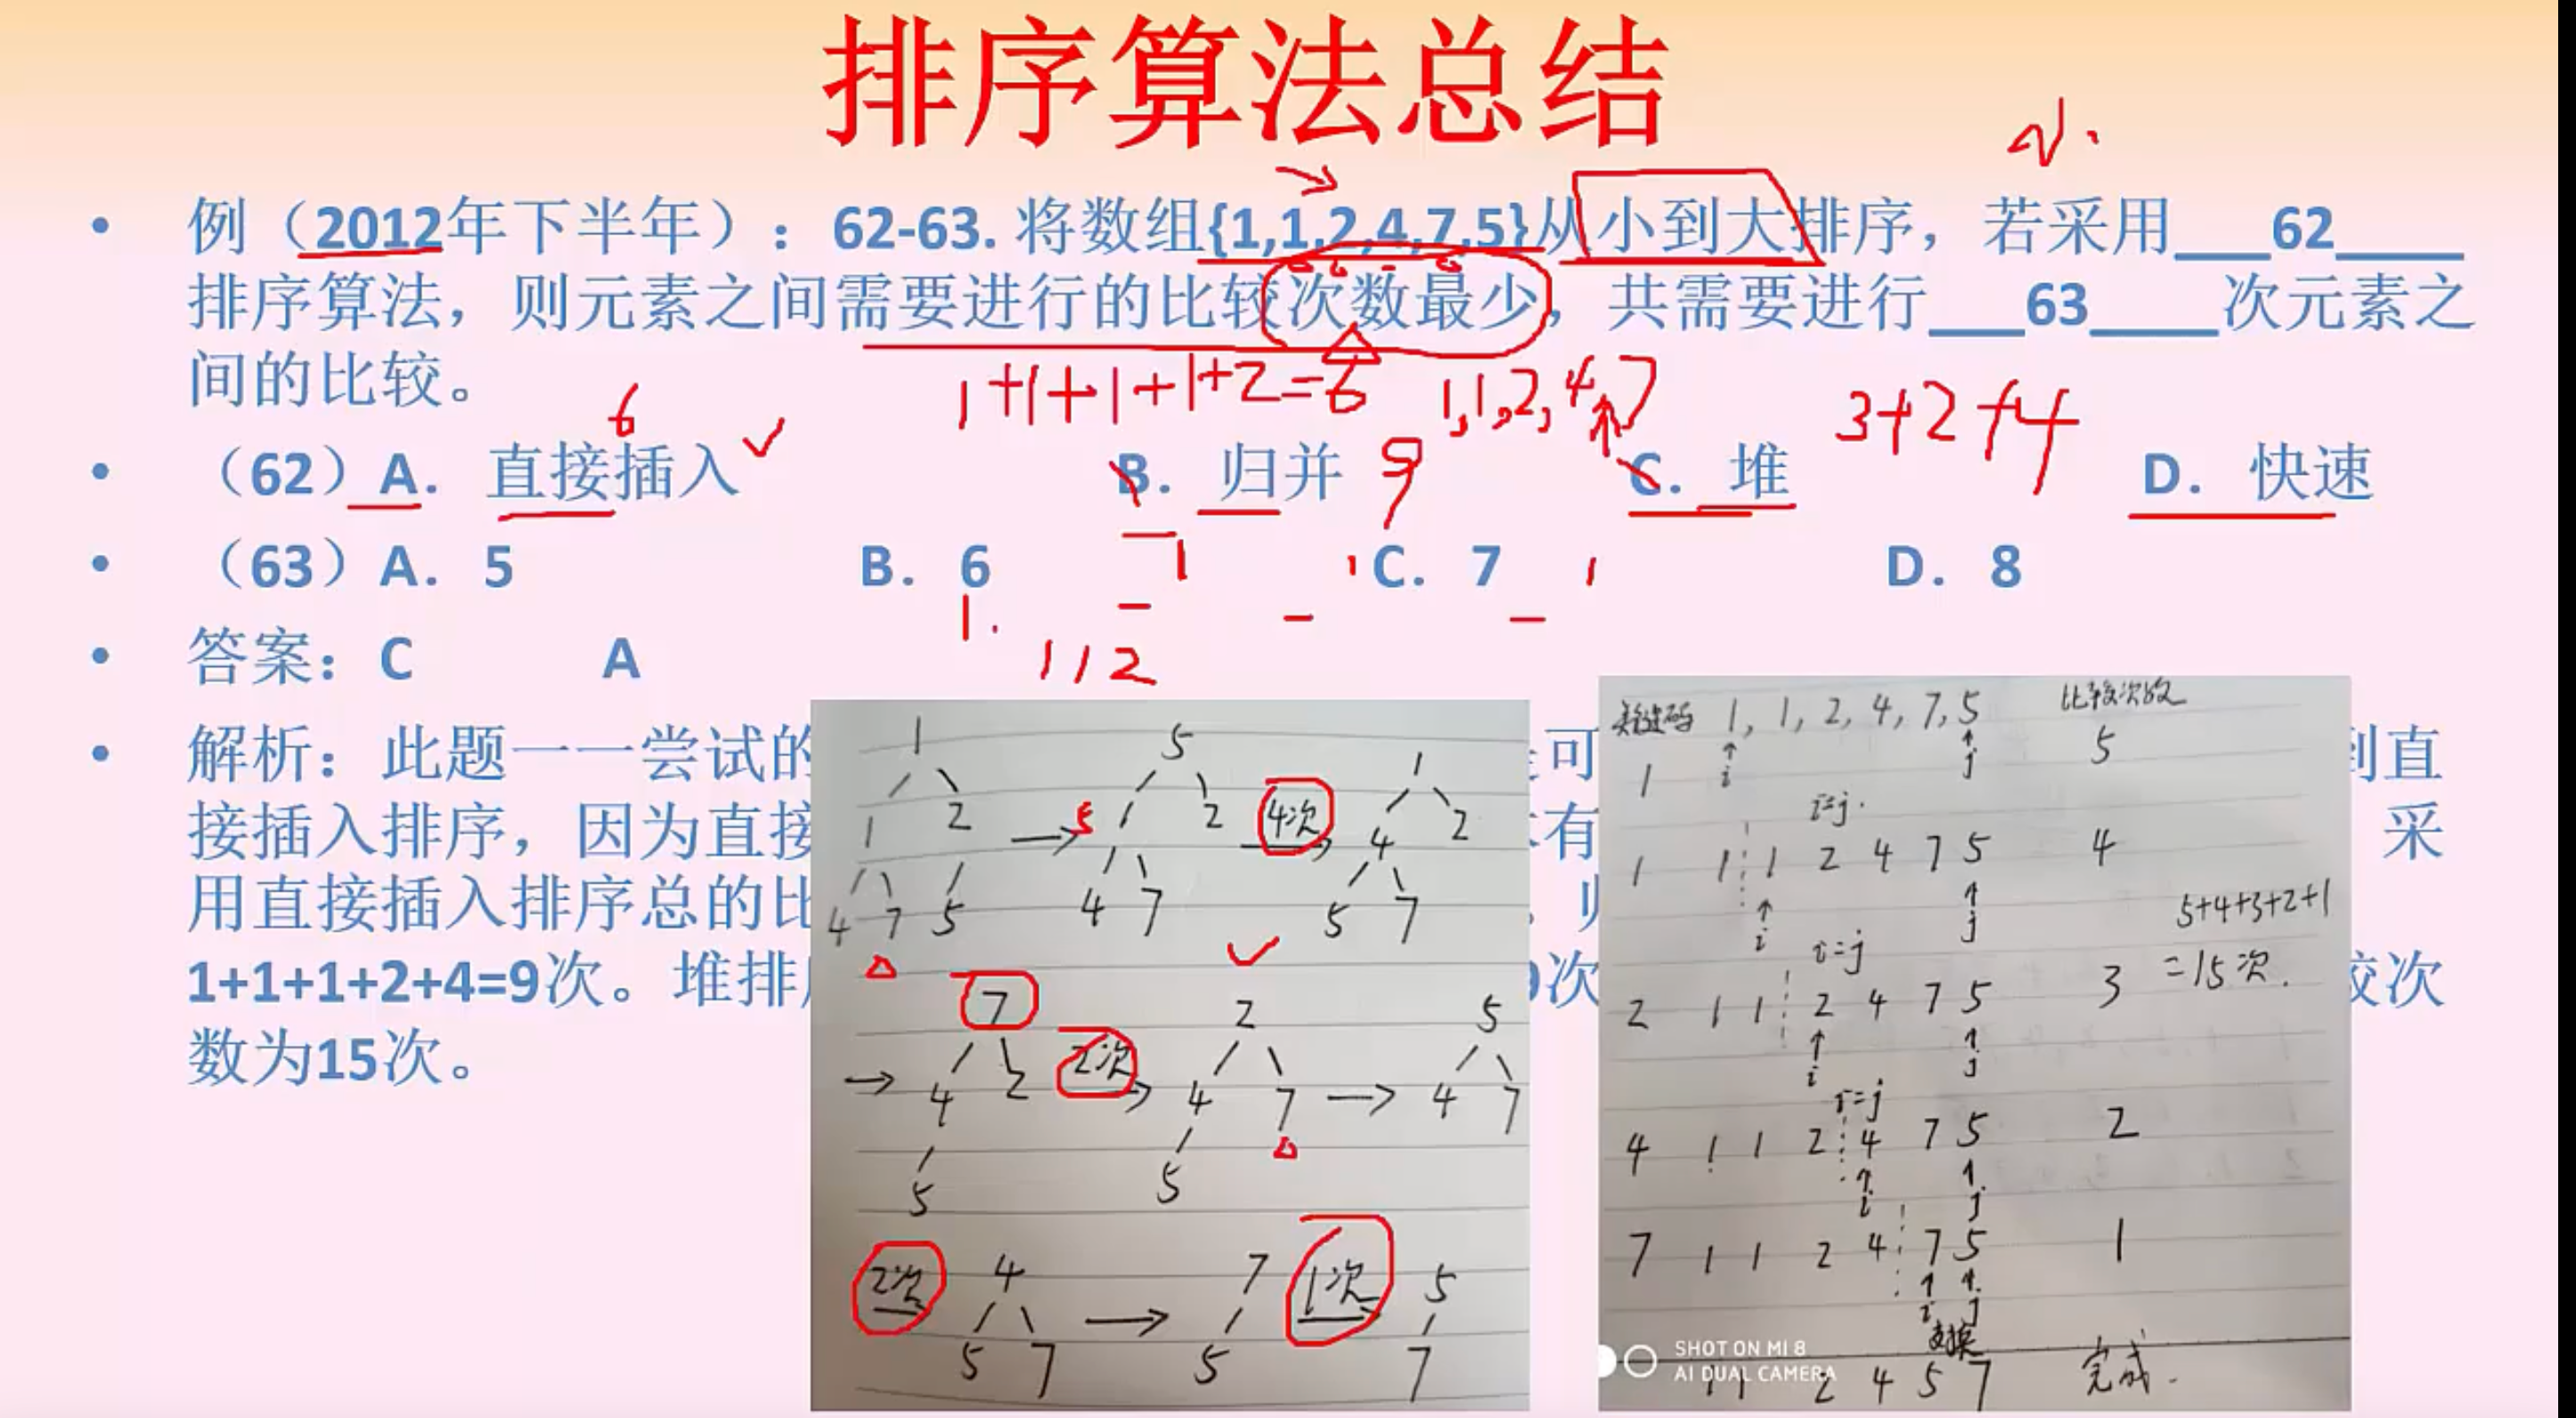 排序算法总结
例（2012年下半年）：62-63. 将数组{1,1,2,4,7,5}从小到大排序，若采用___62____
排序算法，则元素之间需要进行的比较次数最少，共需要进行___63____次元素之
间的比较。
1+1+1+1+2=6
1,1,2,4,7
3+2+4
6
（62）A. 直接插入
B. 归并
9
C. 堆
D. 快速
（63）A. 5
B. 6
C. 7
D. 8
答案：C A
1 1 2
解析：此题一一尝试的
是可
到直
接插入排序，因为直接
本有
采
用直接插入排序总的比
1+1+1+2+4=9次。堆排
9次
较次
数为15次。
1
1 2
4 7 5
5
5
1 2
4 7
4次
1
4 2
5 7
7
4 2
5
2次
2
4 7
5
5
4 7
2次
4
5 7
7
5
1次
5
7
关键码 1, 1, 2, 4, 7, 5 比较次数
1 i j 5
i=j.
1 1 1 2 4 7 5 4
i j
5+4+3+2+1
=15次.
i=j
2 1 1 2 4 7 5 3
i j
i=j
4 1 1 2 4 7 5 2
i j
7 1 1 2 4 7 5 1
i j
交换
1 1 2 4 5 7 完成.
SHOT ON MI 8
AI DUAL CAMERA